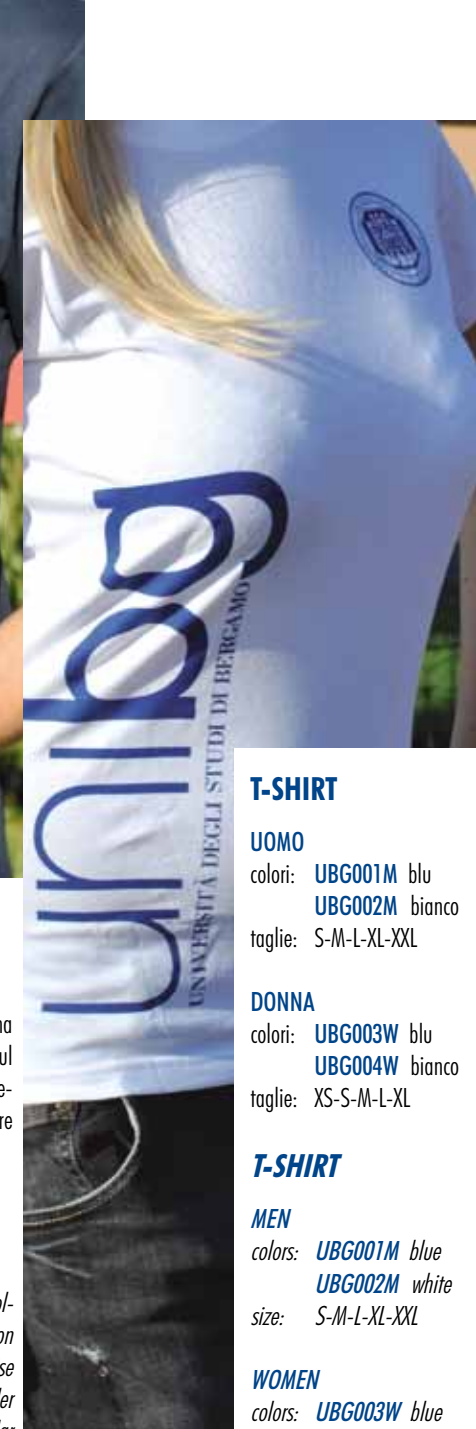 unibg
UNIVERSITÀ DEGLI STUDI DI BERGAMO
T-SHIRT
UOMO
colori: UBG001M blu
UBG002M bianco
taglie: S-M-L-XL-XXL
DONNA
colori: UBG003W blu
UBG004W bianco
taglie: XS-S-M-L-XL
T-SHIRT
MEN
colors: UBG001M blue
UBG002M white
size: S-M-L-XL-XXL
WOMEN
colors: UBG003W blue